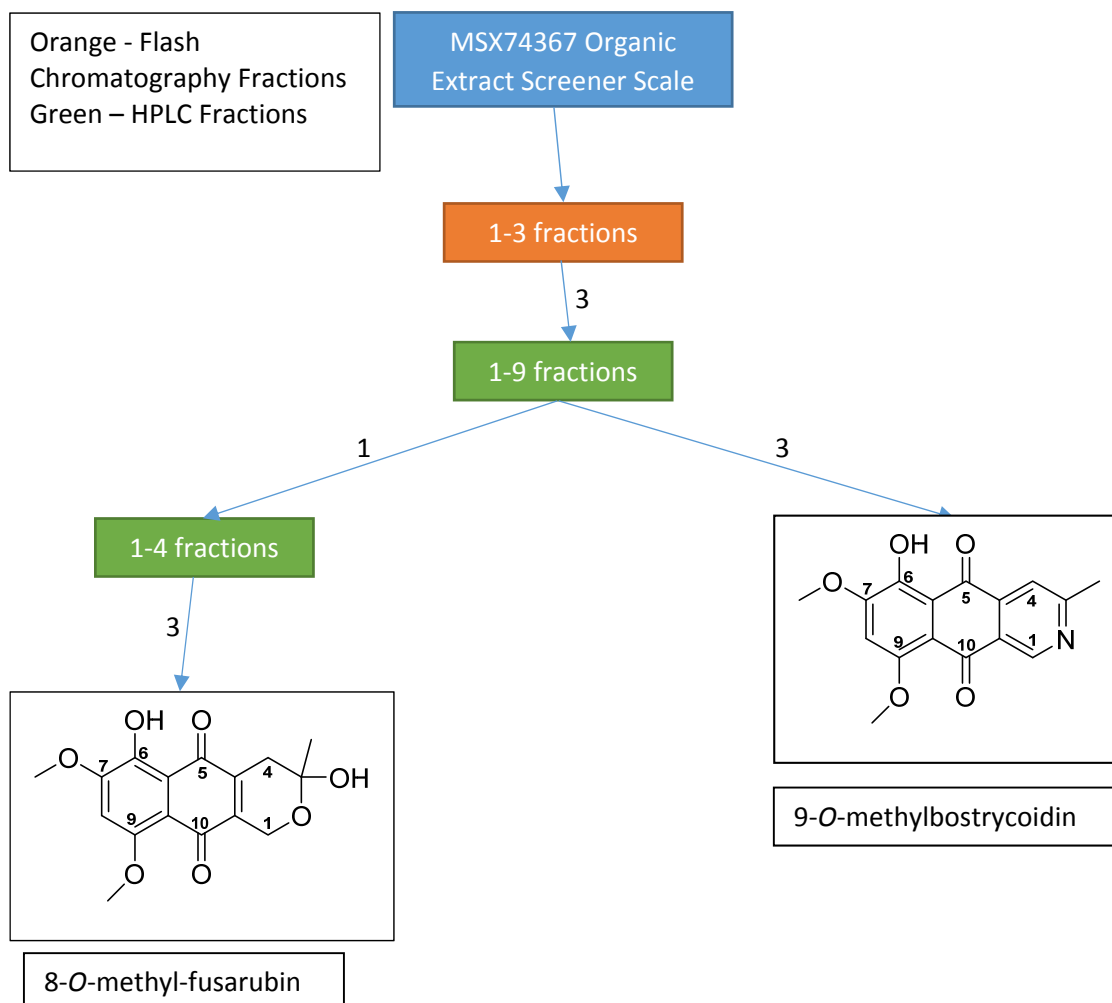 Orange - Flash
Chromatography Fractions
Green – HPLC Fractions
MSX74367 Organic
Extract Screener Scale
1-3 fractions
3
1-9 fractions
1
3
1-4 fractions
3
OH
O
O
7
6
5
4
9
10
1
N
O
O
9-O-methylbostrycoidin
OH
O
O
7
6
5
4
OH
9
10
1
O
O
O
8-O-methyl-fusarubin